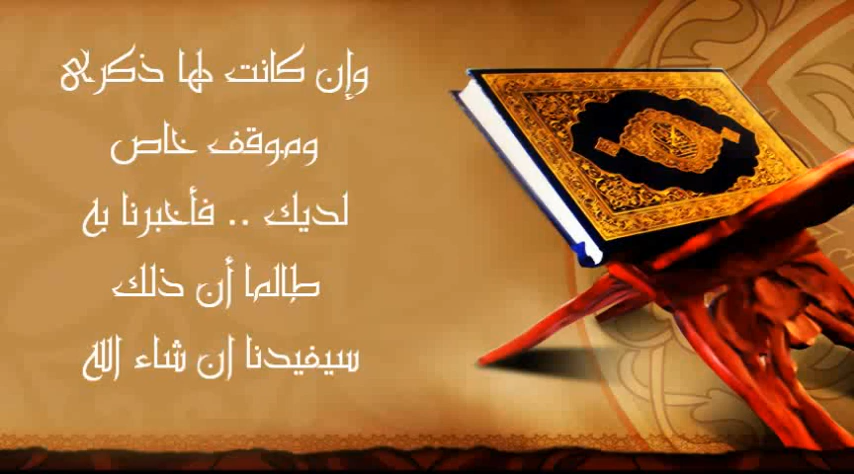 وإن كانت لها ذكرى
وموقف خاص
لديك .. فأخبرنا به
طالما أن ذلك
سيفيدنا ان شاء الله